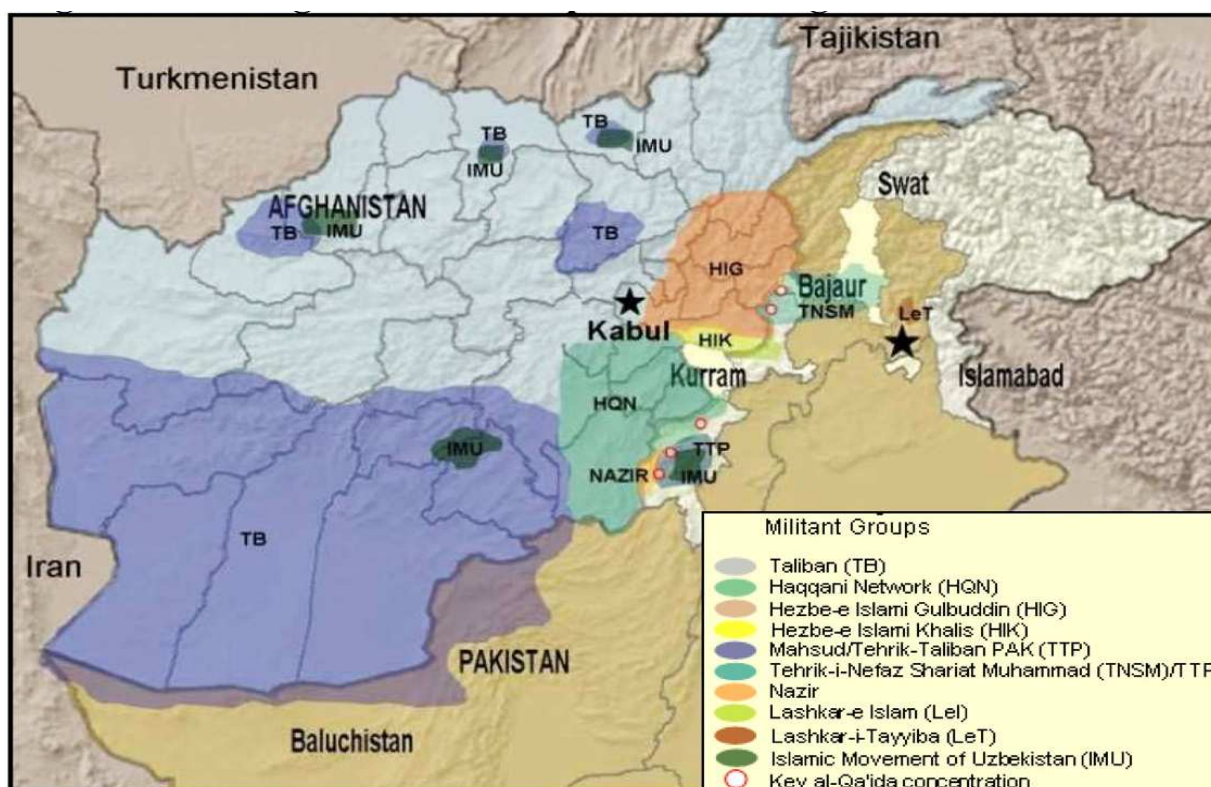 Tajikistan
Turkmenistan
TB
IMU
TB
IMU
Swat
AFGHANISTAN
TB
IMU
TB
HIG
Bajaur
TNSM
LeT
Kabul
HIK
Kurram
Islamabad
HQN
IMU
TTP
NAZIR
IMU
TB
Iran
PAKISTAN
Baluchistan
Militant Groups
Taliban (TB)
Haqqani Network (HQN)
Hezbe-e Islami Gulbuddin (HIG)
Hezbe-e Islami Khalis (HIK)
Mahsud/Tehrik-Taliban PAK (TTP)
Tehrik-i-Nefaz Shariat Muhammad (TNSM)/TTP
Nazir
Lashkar-e Islam (LeI)
Lashkar-i-Tayyiba (LeT)
Islamic Movement of Uzbekistan (IMU)
Key al-Qa'ida concentration